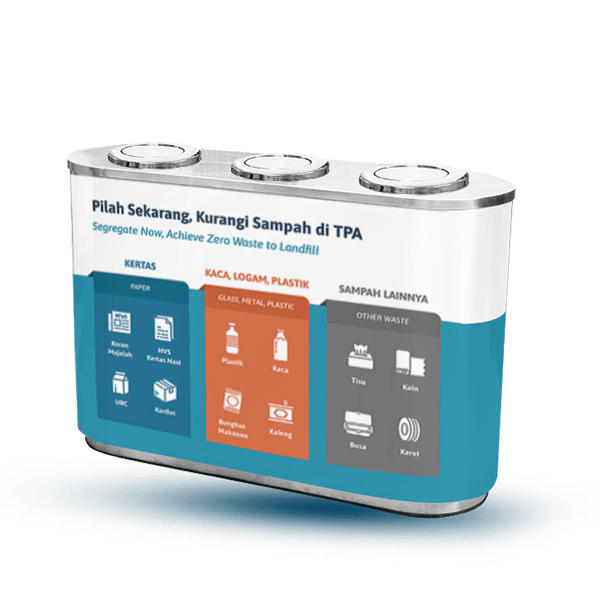 Pilah Sekarang, Kurangi Sampah di TPA
Segregate Now, Achieve Zero Waste to Landfill
KERTAS
PAPER
NEWS
Koran
Majalah
HVS
Kertas Nasi
UBC
Kardus
KACA, LOGAM, PLASTIK
GLASS, METAL, PLASTIC
Plastik
Kaca
Bungkus
Makanan
Kaleng
SAMPAH LAINNYA
OTHER WASTE
Tisu
Kain
Busa
Karet